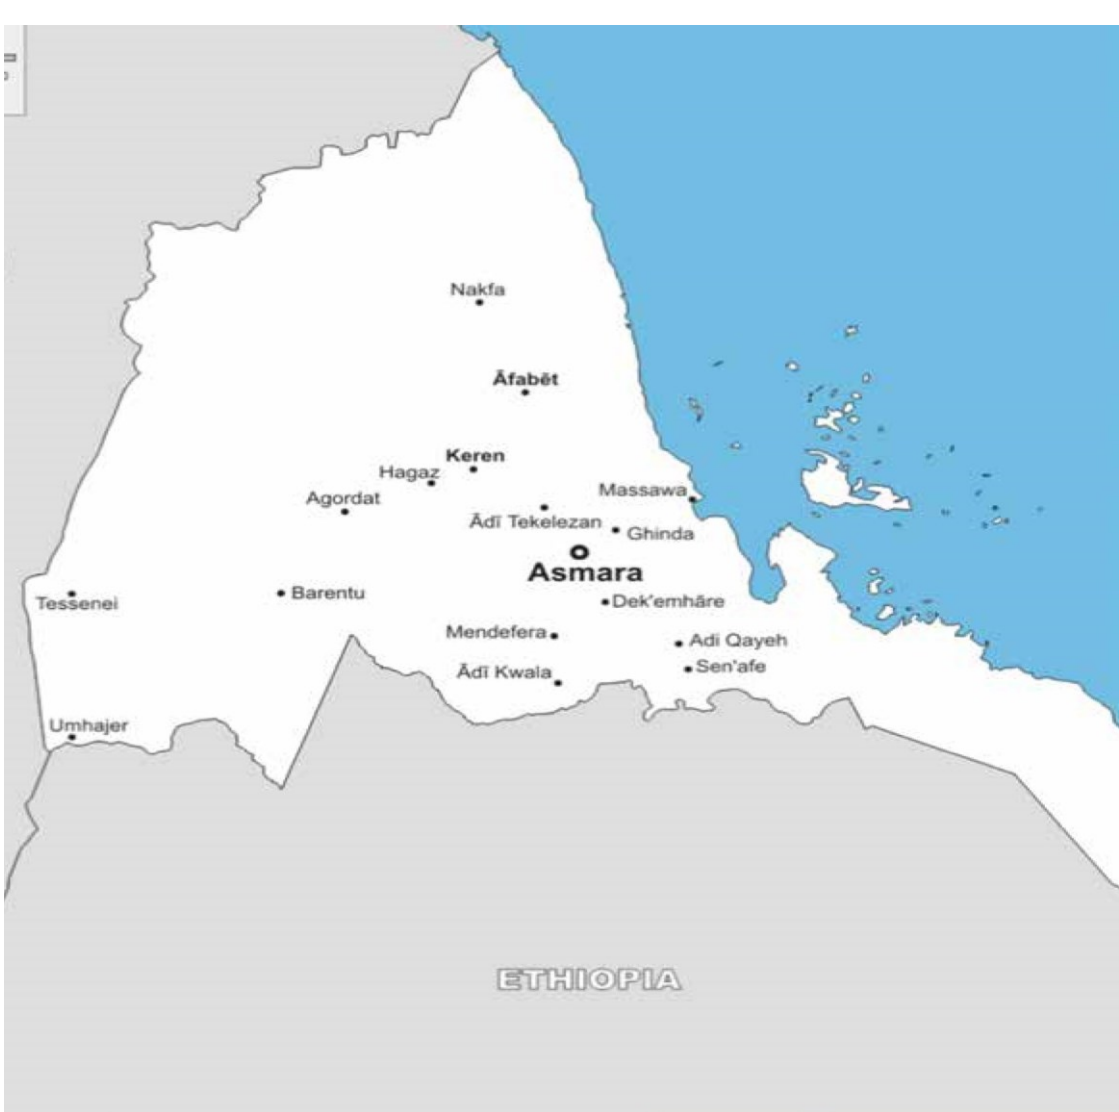 Nakfa
Āfabēt
Keren
Hagaz
Agordat
Massawa
Ādī Tekelezan
Ghinda
Asmara
Tessenei
Barentu
Dek'emhāre
Mendefera
Adi Qayeh
Ādī Kwala
Sen'afe
Umhajer
ETHIOPIA